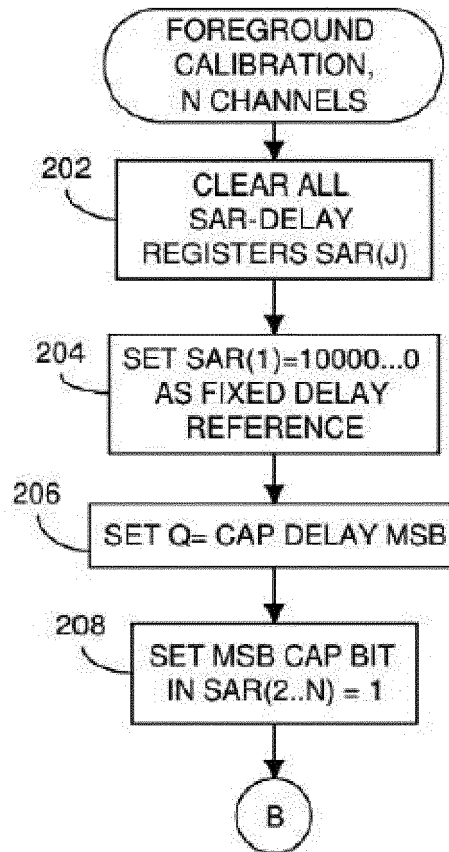 FOREGROUND
CALIBRATION,
N CHANNELS
202
CLEAR ALL
SAR-DELAY
REGISTERS SAR(J)
204
SET SAR(1)=10000...0
AS FIXED DELAY
REFERENCE
206
SET Q= CAP DELAY MSB
208
SET MSB CAP BIT
IN SAR(2..N) = 1
B